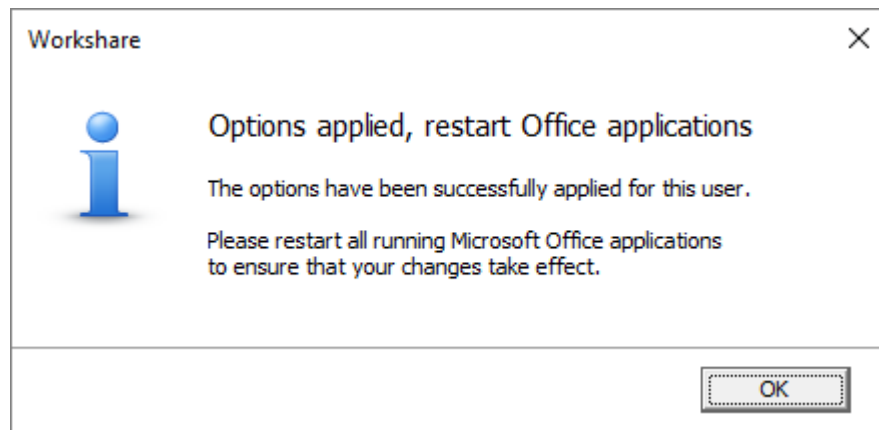 Workshare
Options applied, restart Office applications
The options have been successfully applied for this user.
Please restart all running Microsoft Office applications
to ensure that your changes take effect.
OK